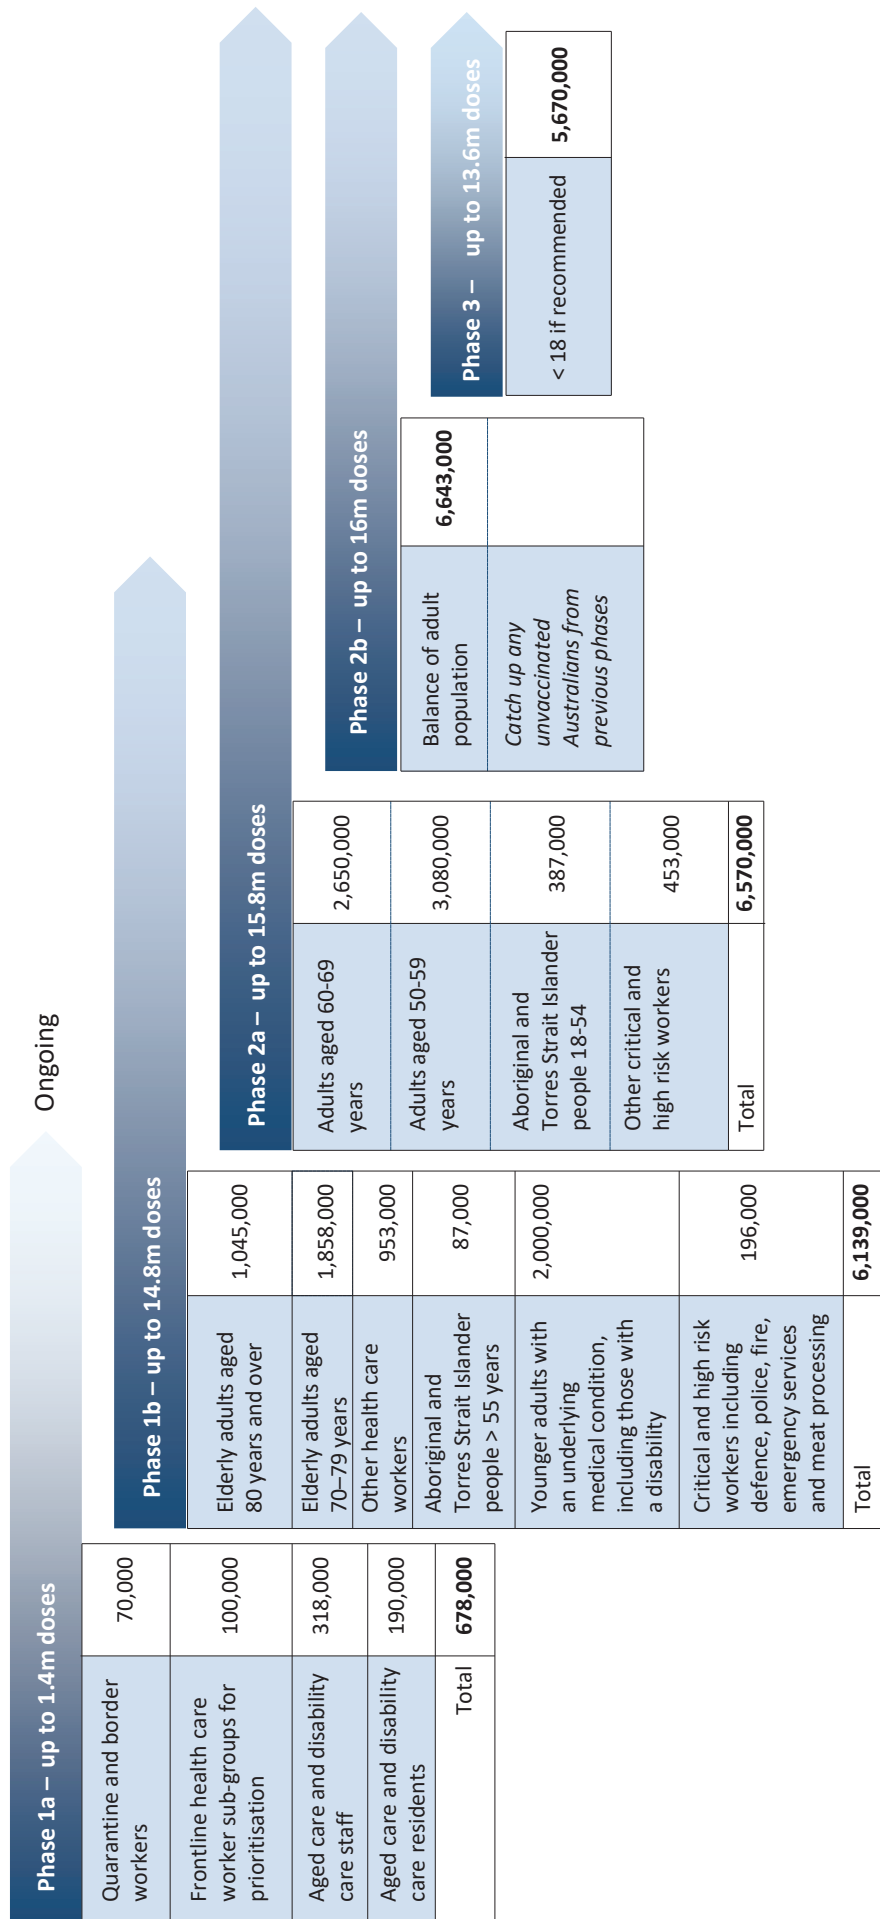 Phase 1a – up to 1.4m doses
Ongoing
Quarantine and border
workers
70,000
Frontline health care
worker sub-groups for
prioritisation
100,000
Aged care and disability
care staff
318,000
Aged care and disability
care residents
190,000
Total
678,000
Phase 1b – up to 14.8m doses
Elderly adults aged
80 years and over
1,045,000
Elderly adults aged
70–79 years
1,858,000
Other health care
workers
953,000
Aboriginal and
Torres Strait Islander
people > 55 years
87,000
Younger adults with
an underlying
medical condition,
including those with
a disability
2,000,000
Critical and high risk
workers including
defence, police, fire,
emergency services
and meat processing
196,000
Total
6,139,000
Phase 2a – up to 15.8m doses
Adults aged 60-69
years
2,650,000
Adults aged 50-59
years
3,080,000
Aboriginal and
Torres Strait Islander
people 18-54
387,000
Other critical and
high risk workers
453,000
Total
6,570,000
Phase 2b – up to 16m doses
Balance of adult
population
6,643,000
Catch up any
unvaccinated
Australians from
previous phases
Phase 3 – up to 13.6m doses
< 18 if recommended
5,670,000